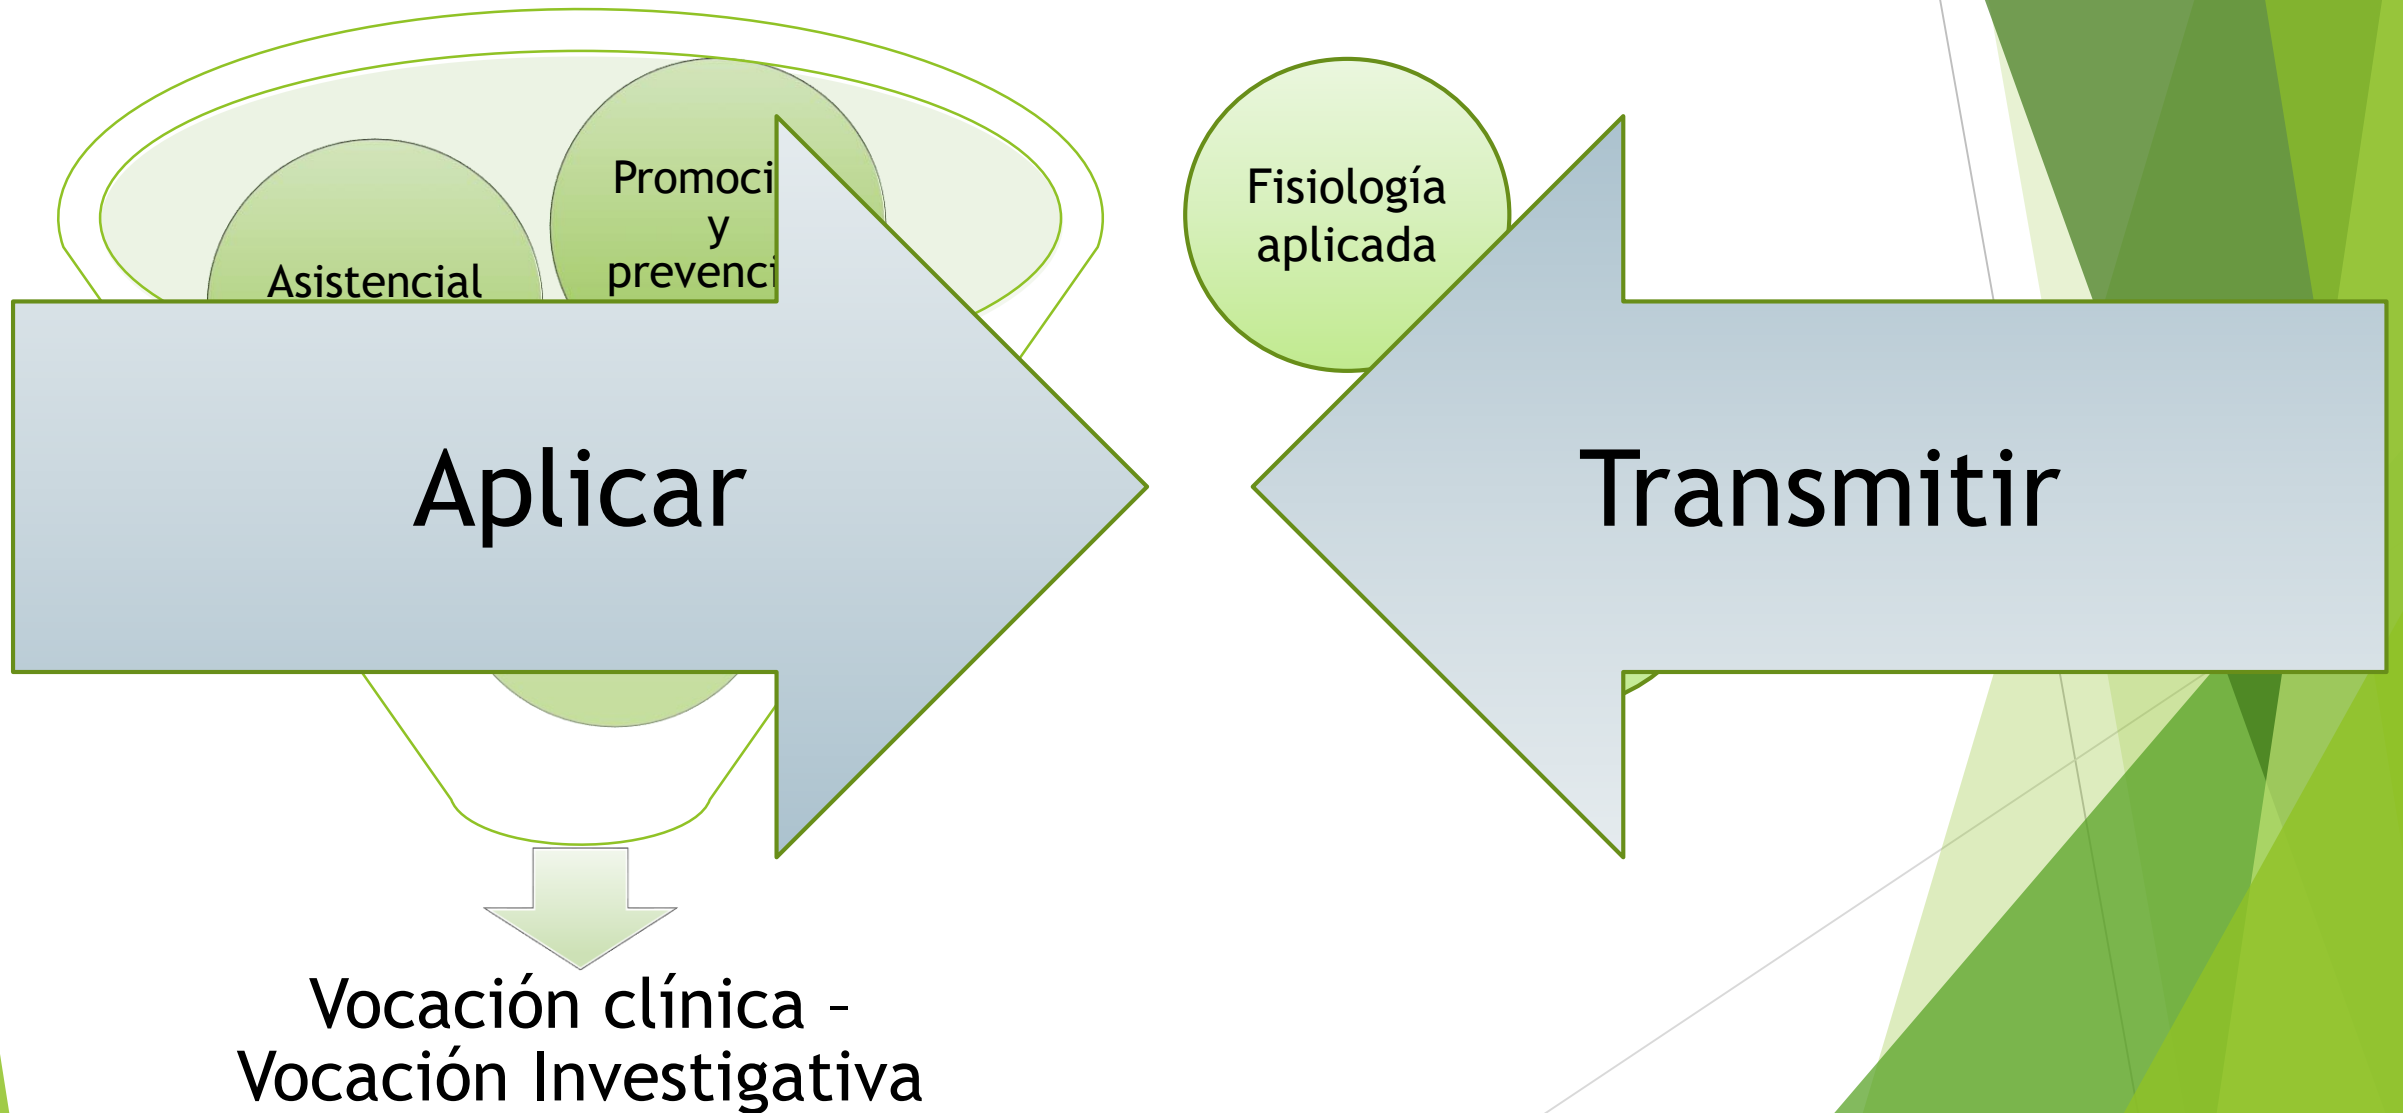 Promoci
y
prevenci
Asistencial
Fisiología
aplicada
Aplicar
Transmitir
Vocación clínica –
Vocación Investigativa